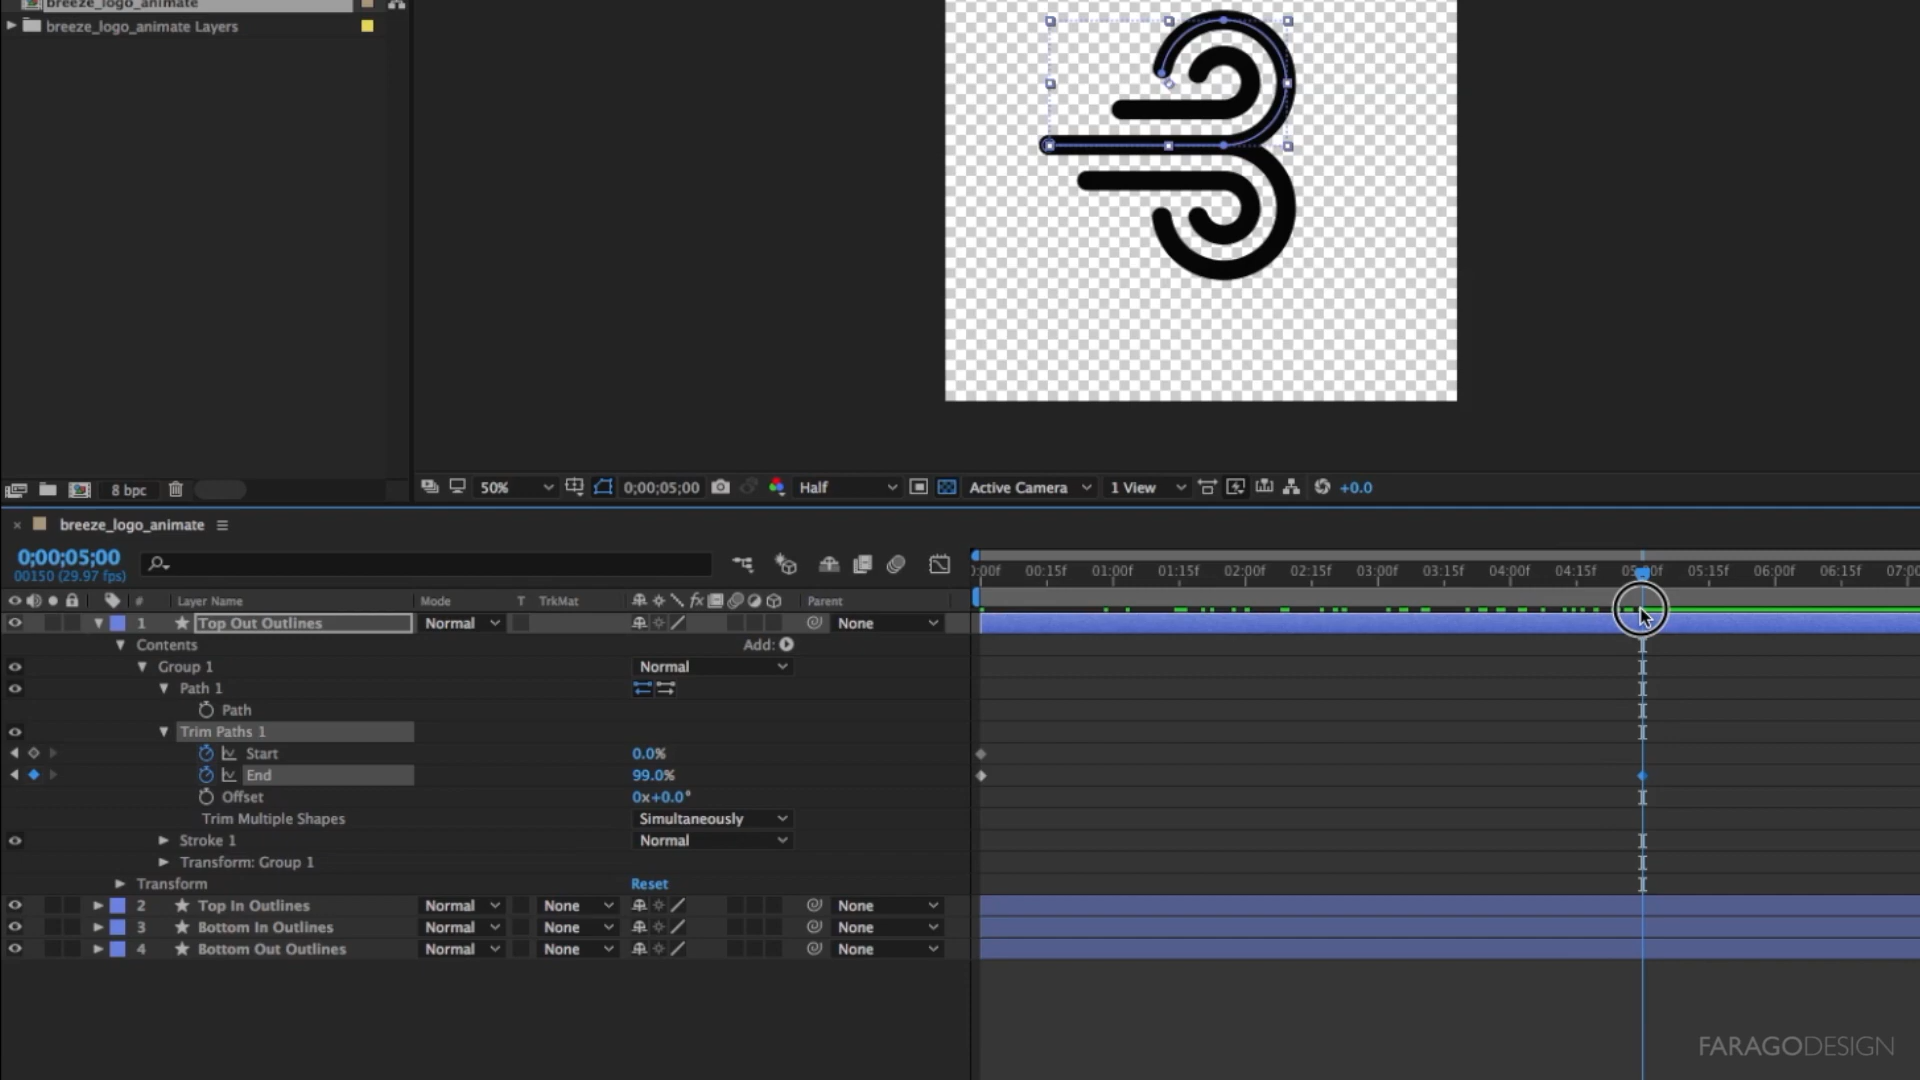 breeze_logo_animate
breeze_logo_animate Layers
8 bpc
50%
0;00;05;00
Half
Active Camera
1 View
+0.0
breeze_logo_animate
0;00;05;00
00150 (29.97 fps)
:00f 00:15f 01:00f 01:15f 02:00f 02:15f 03:00f 03:15f 04:00f 04:15f 05:00f 05:15f 06:00f 06:15f 07:00
# Layer Name Mode T TrkMat fx Parent
1 Top Out Outlines Normal None
Contents Add:
Group 1 Normal
Path 1
Path
Trim Paths 1
Start 0.0%
End 99.0%
Offset 0x+0.0°
Trim Multiple Shapes Simultaneously
Stroke 1 Normal
Transform: Group 1
Transform Reset
2 Top In Outlines Normal None None
3 Bottom In Outlines Normal None None
4 Bottom Out Outlines Normal None None
FARAGODESIGN